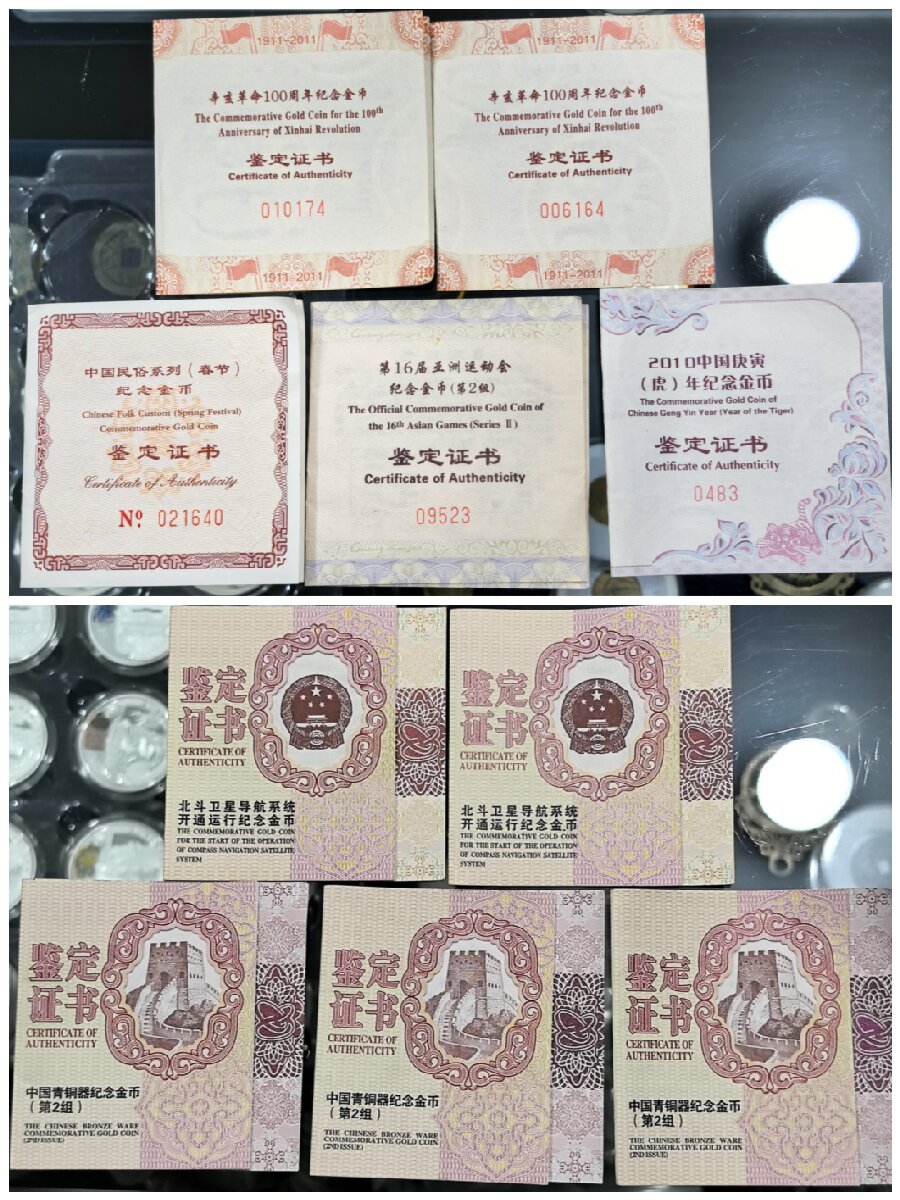 1911-2011
辛亥革命100周年纪念金币
The Commemorative Gold Coin for the 100th
Anniversary of Xinhai Revolution
鉴定证书
Certificate of Authenticity
010174
1911-2011
1911-2011
辛亥革命100周年纪念金币
The Commemorative Gold Coin for the 100th
Anniversary of Xinhai Revolution
鉴定证书
Certificate of Authenticity
006164
1911-2011
中国民俗系列（春节）
纪念金币
Chinese Folk Custom (Spring Festival)
Commemorative Gold Coin
鉴定证书
Certificate of Authenticity
Nº 021640
第16届亚洲运动会
纪念金币(第2组)
The Official Commemorative Gold Coin of
the 16th Asian Games (Series Ⅱ)
鉴定证书
Certificate of Authenticity
09523
2010中国庚寅
（虎）年纪念金币
The Commemorative Gold Coin of
Chinese Geng Yin Year (Year of the Tiger)
鉴定证书
Certificate of Authenticity
0483
鉴定
证书
CERTIFICATE OF
AUTHENTICITY
北斗卫星导航系统
开通运行纪念金币
THE COMMEMORATIVE GOLD COIN
FOR THE START OF THE OPERATION
OF COMPASS NAVIGATION SATELLITE
SYSTEM
鉴定
证书
CERTIFICATE OF
AUTHENTICITY
北斗卫星导航系统
开通运行纪念金币
THE COMMEMORATIVE GOLD COIN
FOR THE START OF THE OPERATION
OF COMPASS NAVIGATION SATELLITE
SYSTEM
鉴定
证书
CERTIFICATE OF
AUTHENTICITY
中国青铜器纪念金币
（第2组）
THE CHINESE BRONZE WARE
COMMEMORATIVE GOLD COIN
(2ND ISSUE)
鉴定
证书
CERTIFICATE OF
AUTHENTICITY
中国青铜器纪念金币
（第2组）
THE CHINESE BRONZE WARE
COMMEMORATIVE GOLD COIN
(2ND ISSUE)
鉴定
证书
CERTIFICATE OF
AUTHENTICITY
中国青铜器纪念金币
（第2组）
THE CHINESE BRONZE WARE
COMMEMORATIVE GOLD COIN
(2ND ISSUE)